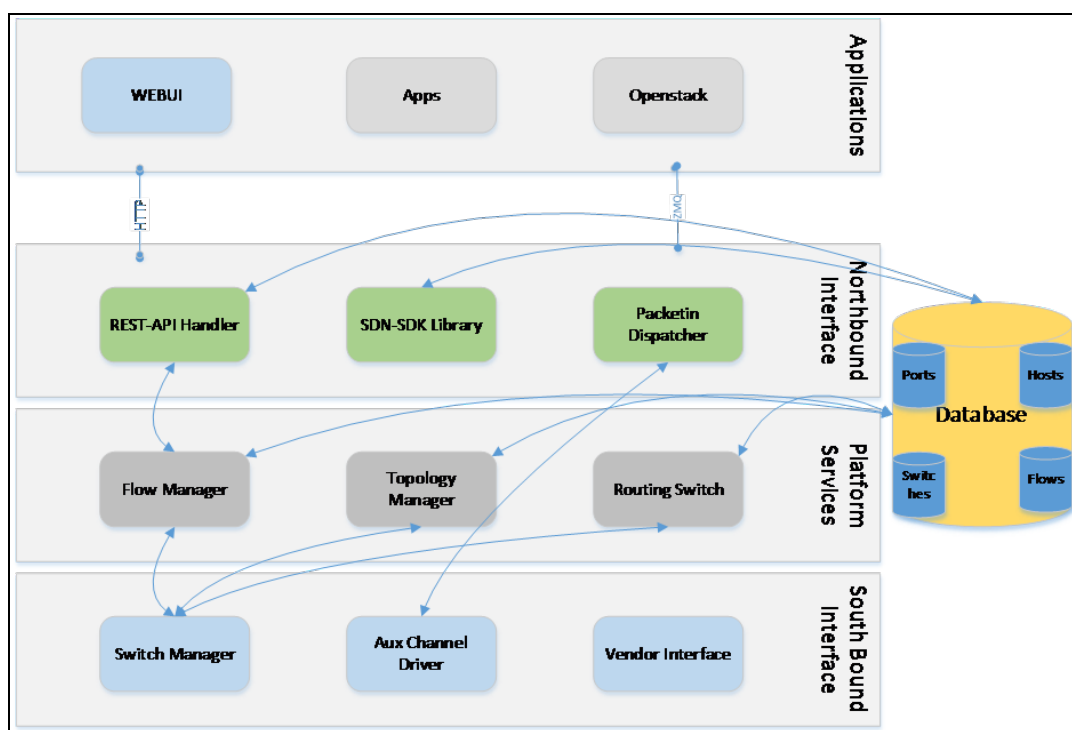 WEBUI
Apps
Openstack
Applications
HTTP
ZMQ
REST-API Handler
SDN-SDK Library
Packetin
Dispatcher
Northbound
Interface
Ports
Hosts
Database
Switc
hes
Flows
Flow Manager
Topology
Manager
Routing Switch
Platform
Services
Switch Manager
Aux Channel
Driver
Vendor Interface
South Bound
Interface